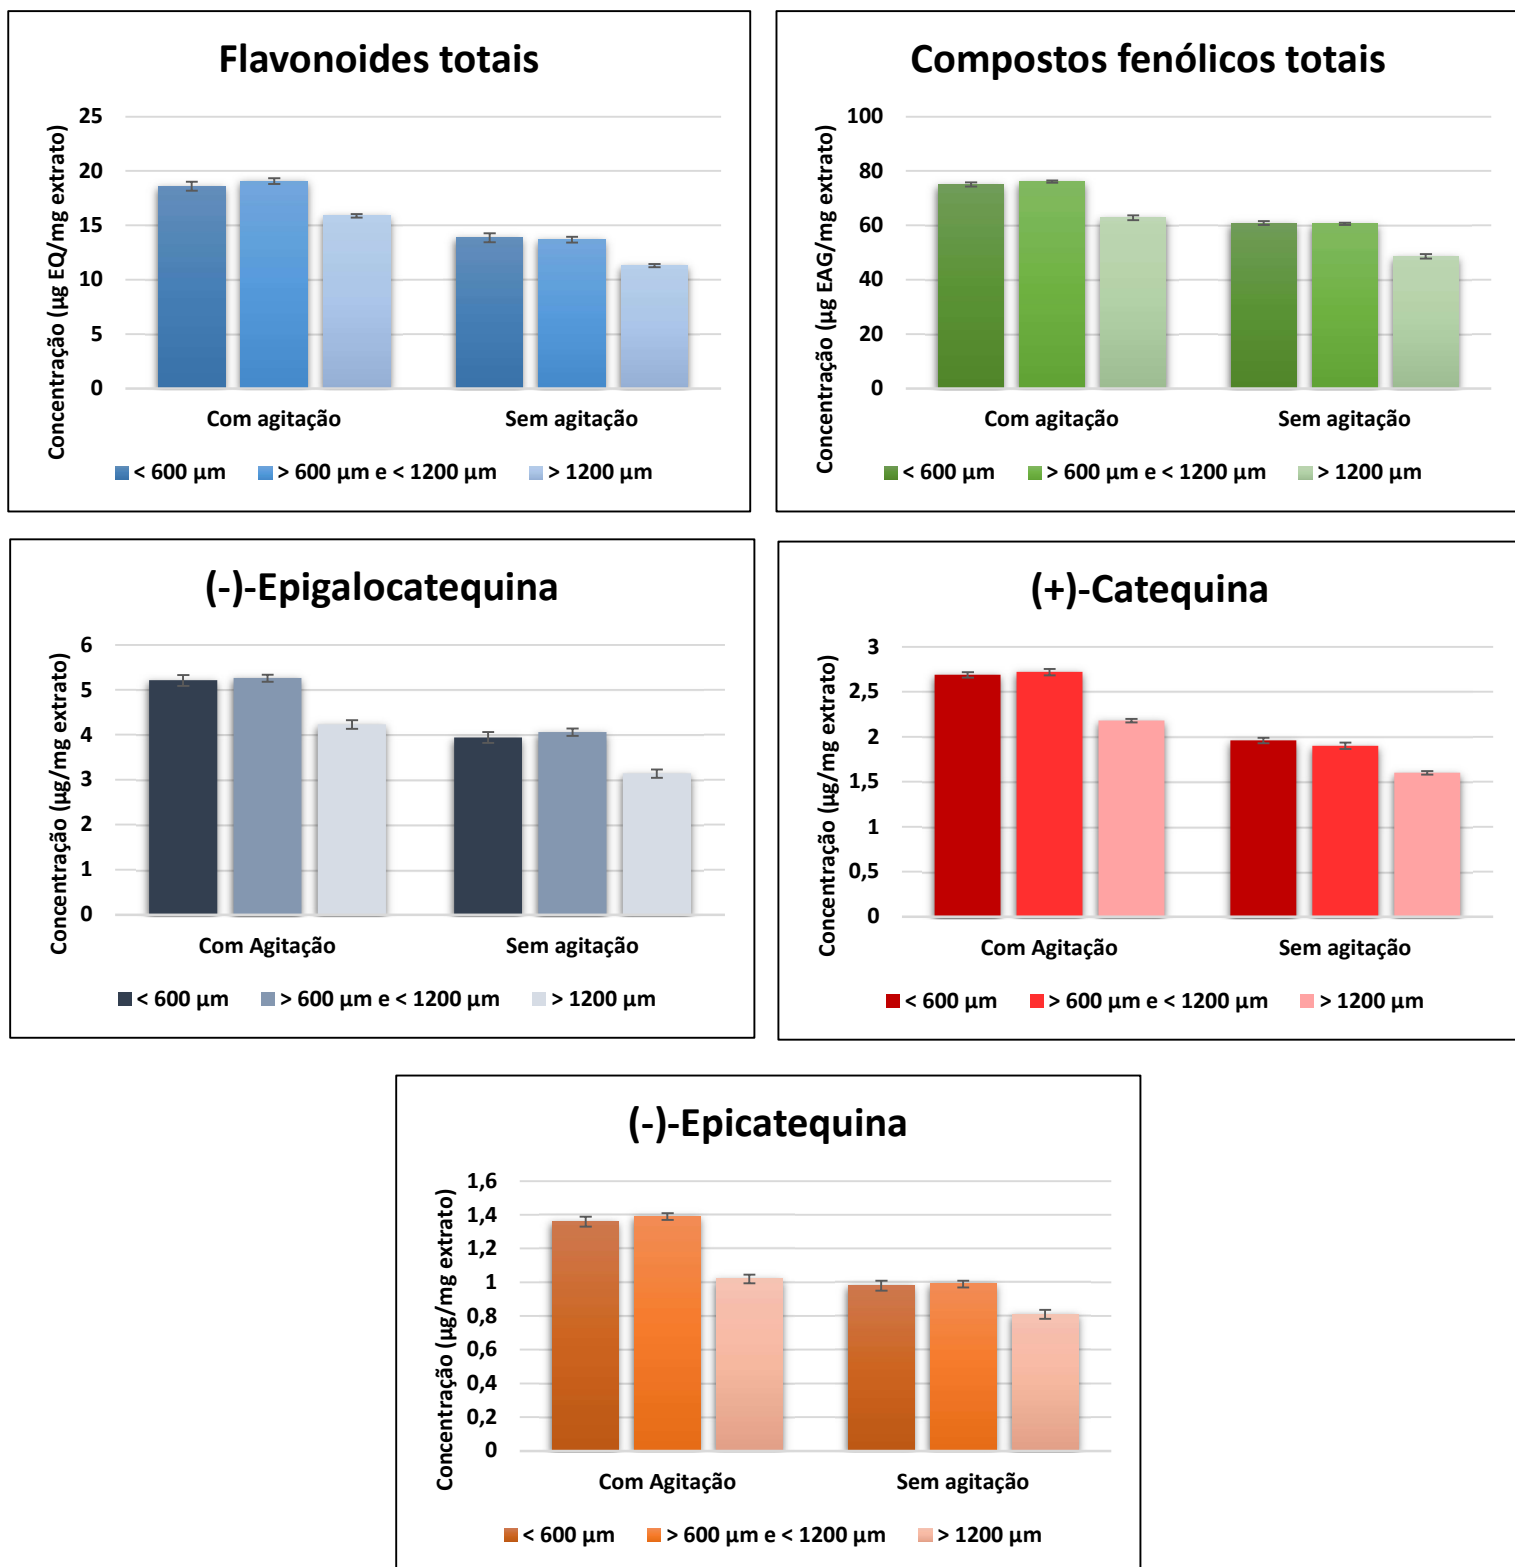 Flavonoides totais
Concentração (µg EQ/mg extrato)
25
20
15
10
5
0
Com agitação
Sem agitação
< 600 µm
> 600 µm e < 1200 µm
> 1200 µm
Compostos fenólicos totais
Concentração (µg EAG/mg extrato)
100
80
60
40
20
0
Com agitação
Sem agitação
< 600 µm
> 600 µm e < 1200 µm
> 1200 µm
(-)-Epigalocatequina
Concentração (µg/mg extrato)
6
5
4
3
2
1
0
Com Agitação
Sem agitação
< 600 µm
> 600 µm e < 1200 µm
> 1200 µm
(+)-Catequina
Concentração (µg/mg extrato)
3
2,5
2
1,5
1
0,5
0
Com Agitação
Sem agitação
< 600 µm
> 600 µm e < 1200 µm
> 1200 µm
(-)-Epicatequina
Concentração (µg/mg extrato)
1,6
1,4
1,2
1
0,8
0,6
0,4
0,2
0
Com Agitação
Sem agitação
< 600 µm
> 600 µm e < 1200 µm
> 1200 µm